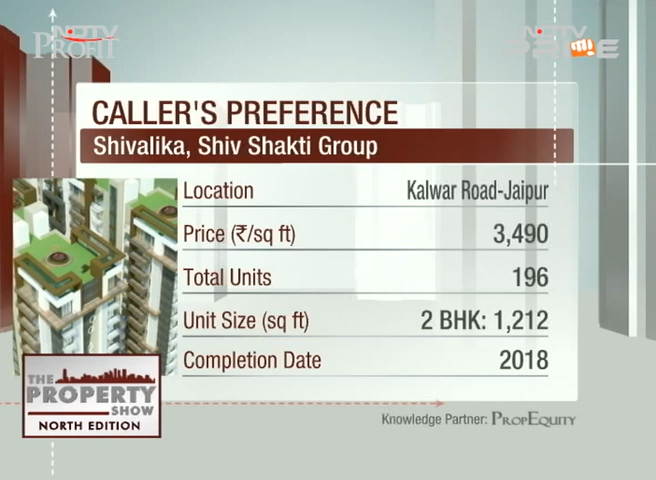 NDTV
PROFIT
NDTV
PRIME
CALLER'S PREFERENCE
Shivalika, Shiv Shakti Group
Location Kalwar Road-Jaipur
Price (₹/sq ft) 3,490
Total Units 196
Unit Size (sq ft) 2 BHK: 1,212
Completion Date 2018
THE
PROPERTY
SHOW
NORTH EDITION
Knowledge Partner: PROPEQUITY